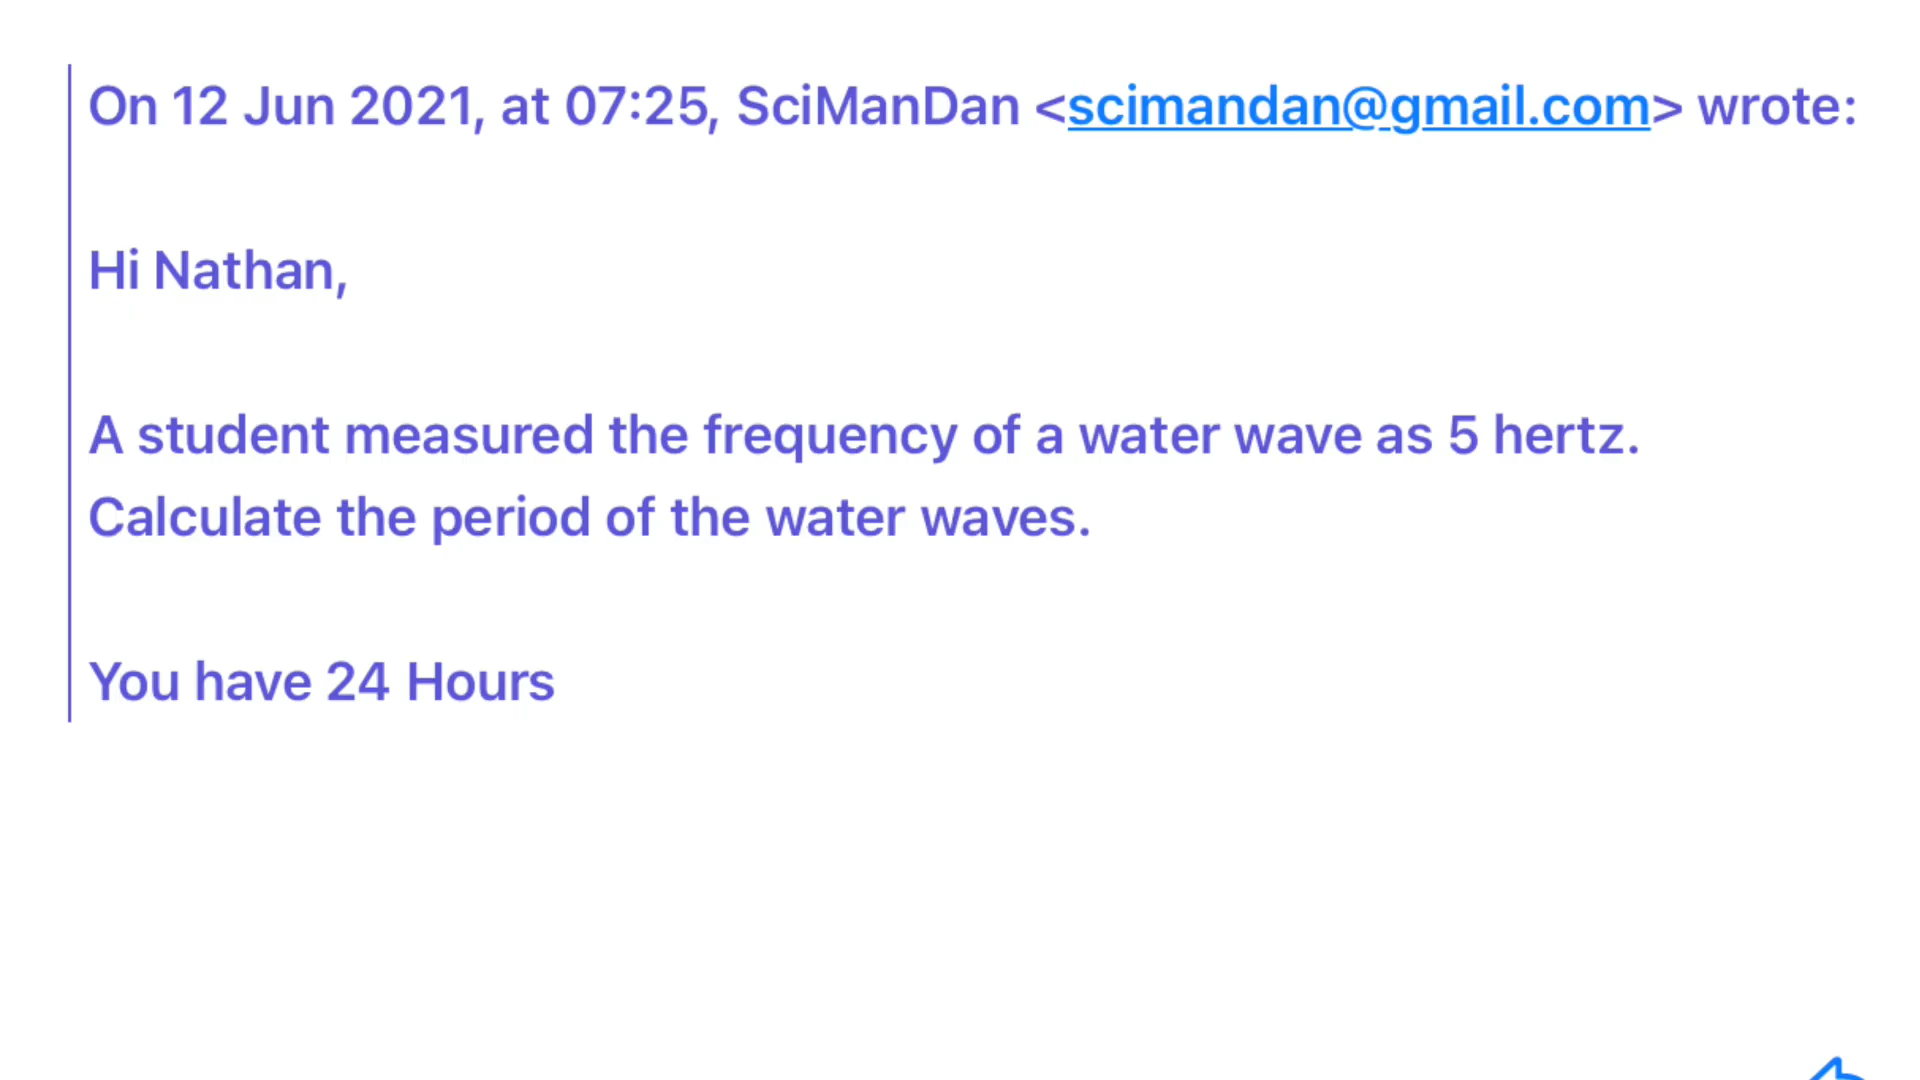 On 12 Jun 2021, at 07:25, SciManDan <scimandan@gmail.com> wrote:
Hi Nathan,
A student measured the frequency of a water wave as 5 hertz.
Calculate the period of the water waves.
You have 24 Hours